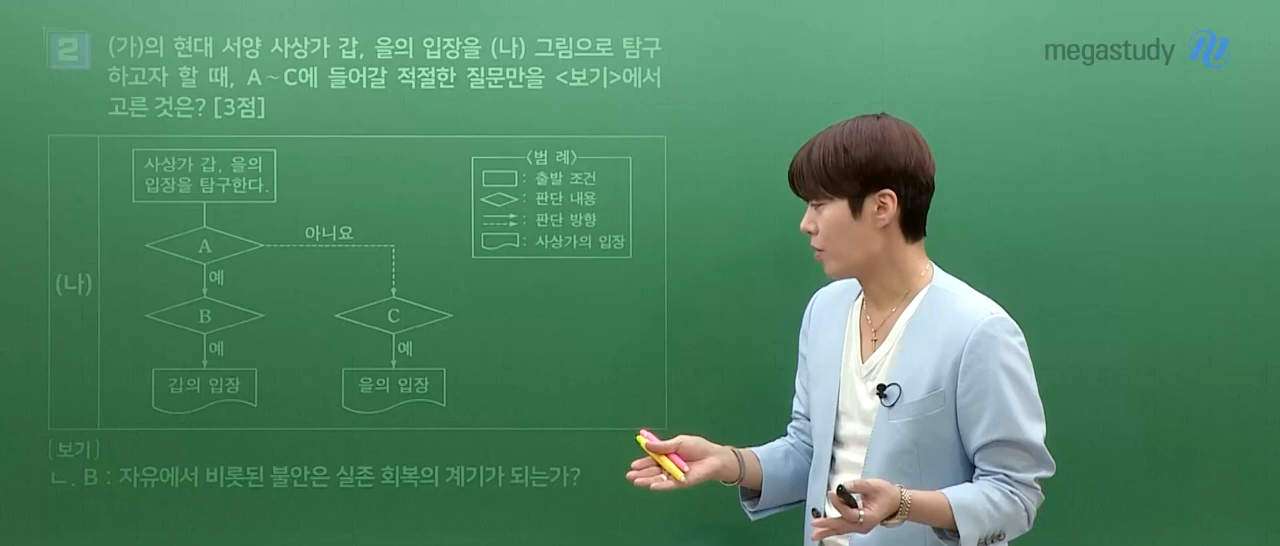 megastudy
2 (가)의 현대 서양 사상가 갑, 을의 입장을 (나) 그림으로 탐구
하고자 할 때, A~C에 들어갈 적절한 질문만을 <보기>에서
고른 것은? [3점]
(나)
사상가 갑, 을의
입장을 탐구한다.
<범 례>
: 출발 조건
: 판단 내용
: 판단 방향
: 사상가의 입장
A
아니요
예
B
C
예
예
갑의 입장
을의 입장
[보기]
ㄴ. B : 자유에서 비롯된 불안은 실존 회복의 계기가 되는가?